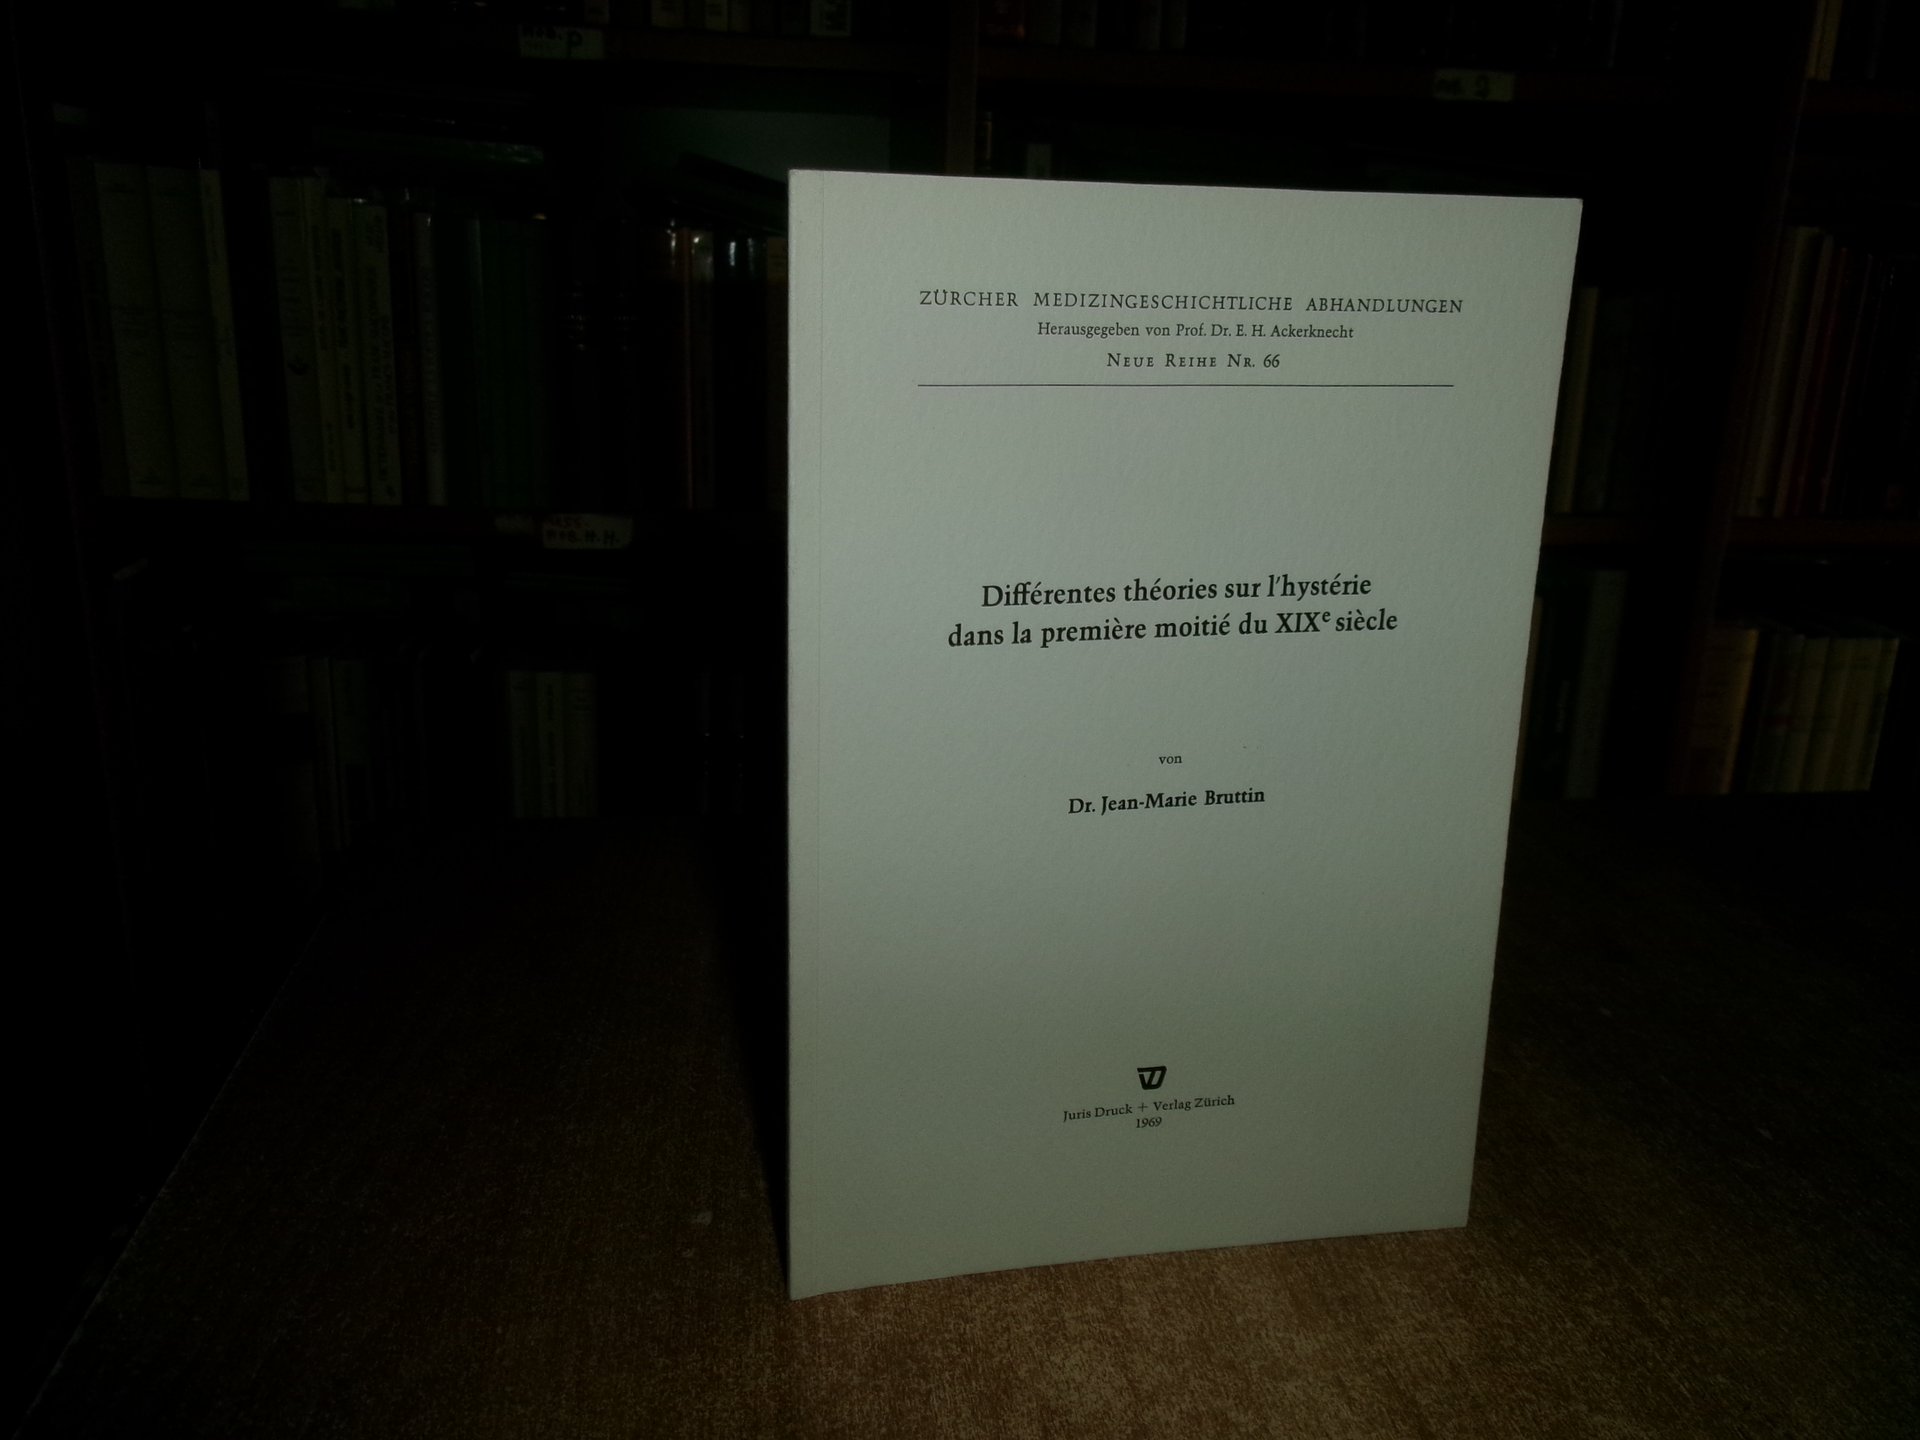 ZÜRCHER MEDIZINGESCHICHTLICHE ABHANDLUNGEN
Herausgegeben von Prof. Dr. E. H. Ackerknecht
NEUE REIHE NR. 66
Différentes théories sur l'hystérie
dans la première moitié du XIXe siècle
von
Dr. Jean-Marie Bruttin
Juris Druck + Verlag Zürich
1969